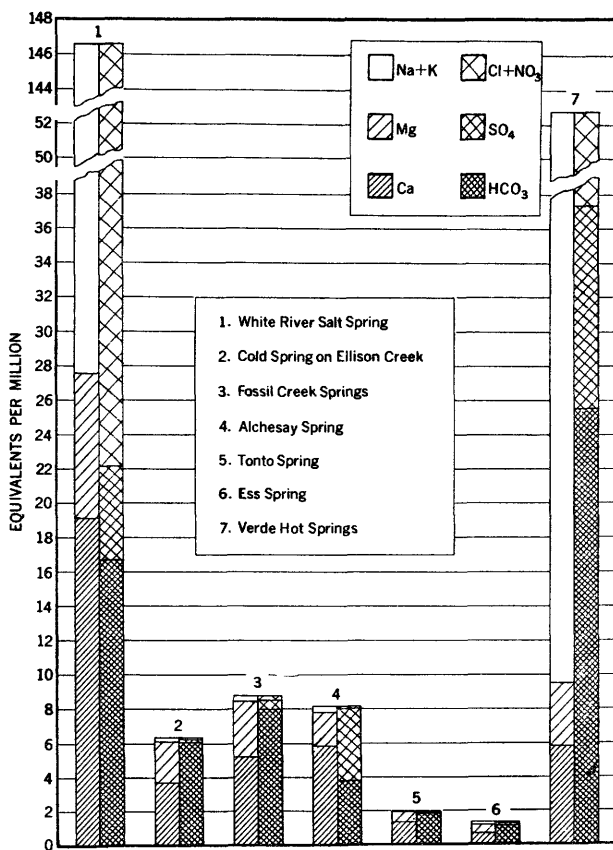 148
146
144
52
50
38
36
34
32
30
28
26
24
22
20
18
16
14
12
10
8
6
4
2
0
EQUIVALENTS PER MILLION
1
2
3
4
5
6
7
Na+K
Cl+NO₃
Mg
SO₄
Ca
HCO₃
1. White River Salt Spring
2. Cold Spring on Ellison Creek
3. Fossil Creek Springs
4. Alchesay Spring
5. Tonto Spring
6. Ess Spring
7. Verde Hot Springs